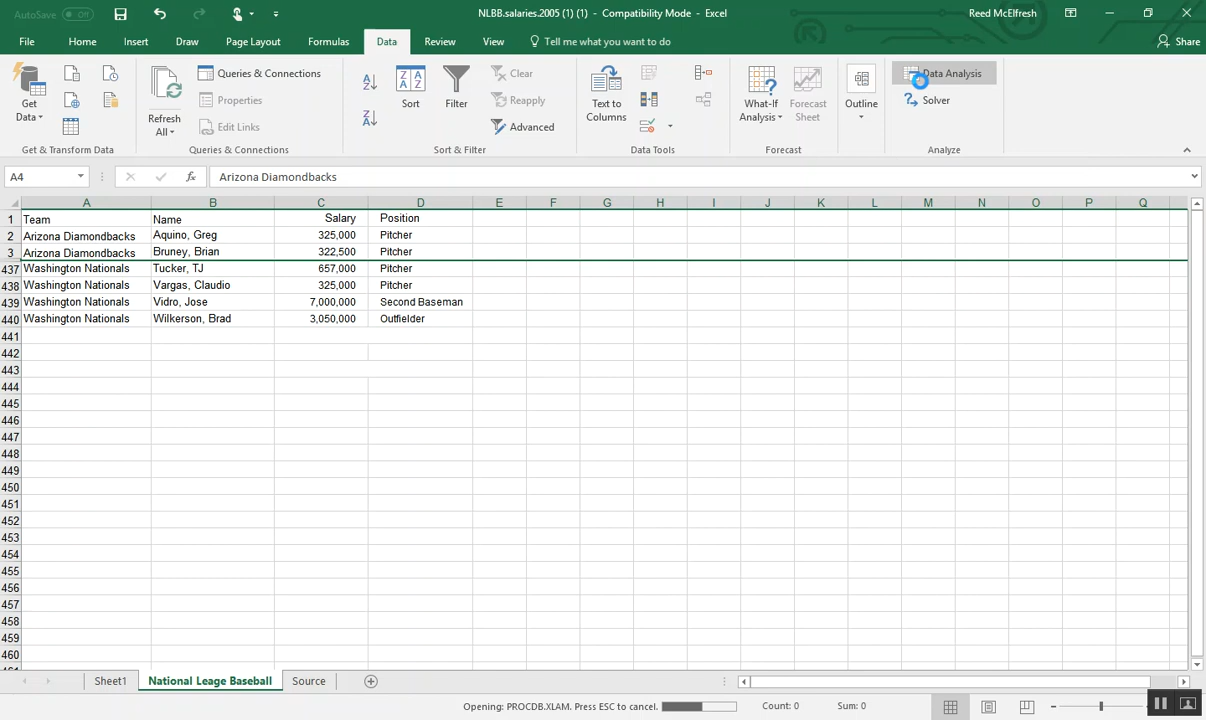 AutoSave Off NLBB.salaries.2005 (1) (1) - Compatibility Mode - Excel Reed McElfresh
File Home Insert Draw Page Layout Formulas Data Review View Tell me what you want to do Share
Get Data Refresh All Queries & Connections Properties Edit Links Sort Filter Clear Reapply Advanced Text to Columns What-If Analysis Forecast Sheet Outline Data Analysis Solver
Get & Transform Data Queries & Connections Sort & Filter Data Tools Forecast Analyze
A4 fx Arizona Diamondbacks
A B C D E F G H I J K L M N O P Q
1 Team Name Salary Position
2 Arizona Diamondbacks Aquino, Greg 325,000 Pitcher
3 Arizona Diamondbacks Bruney, Brian 322,500 Pitcher
437 Washington Nationals Tucker, TJ 657,000 Pitcher
438 Washington Nationals Vargas, Claudio 325,000 Pitcher
439 Washington Nationals Vidro, Jose 7,000,000 Second Baseman
440 Washington Nationals Wilkerson, Brad 3,050,000 Outfielder
441
442
443
444
445
446
447
448
449
450
451
452
453
454
455
456
457
458
459
460
461
Sheet1 National Leage Baseball Source
Opening: PROCDB.XLAM. Press ESC to cancel. Count: 0 Sum: 0